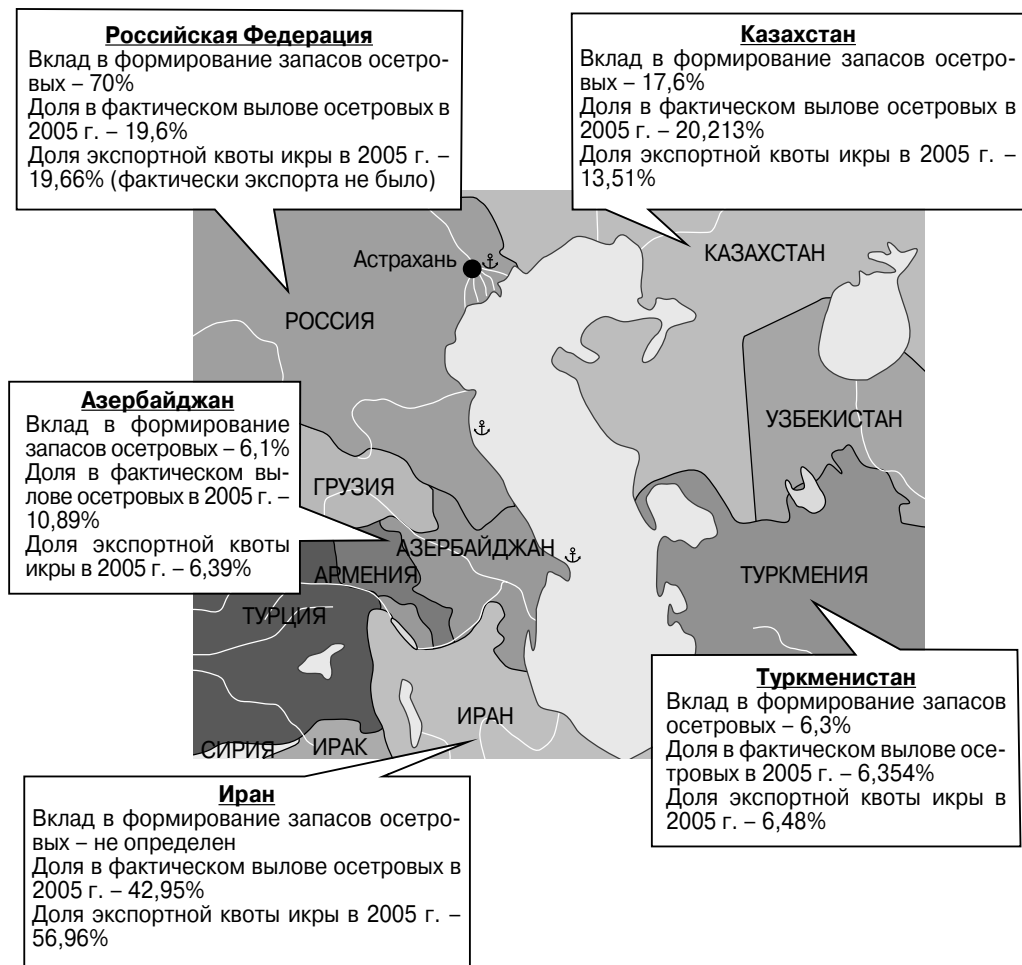 Российская Федерация
Вклад в формирование запасов осетро-
вых – 70%
Доля в фактическом вылове осетровых в
2005 г. – 19,6%
Доля экспортной квоты икры в 2005 г. –
19,66% (фактически экспорта не было)
Казахстан
Вклад в формирование запасов осетро-
вых – 17,6%
Доля в фактическом вылове осетровых в
2005 г. – 20,213%
Доля экспортной квоты икры в 2005 г. –
13,51%
Астрахань
КАЗАХСТАН
РОССИЯ
Азербайджан
Вклад в формирование
запасов осетровых – 6,1%
Доля в фактическом вы-
лове осетровых в 2005 г. –
10,89%
Доля экспортной квоты
икры в 2005 г. – 6,39%
УЗБЕКИСТАН
ГРУЗИЯ
АЗЕРБАЙДЖАН
АРМЕНИЯ
ТУРКМЕНИЯ
ТУРЦИЯ
ИРАН
СИРИЯ
ИРАК
Туркменистан
Вклад в формирование запасов
осетровых – 6,3%
Доля в фактическом вылове осе-
тровых в 2005 г. – 6,354%
Доля экспортной квоты икры в
2005 г. – 6,48%
Иран
Вклад в формирование запасов осетро-
вых – не определен
Доля в фактическом вылове осетровых в
2005 г. – 42,95%
Доля экспортной квоты икры в 2005 г. –
56,96%